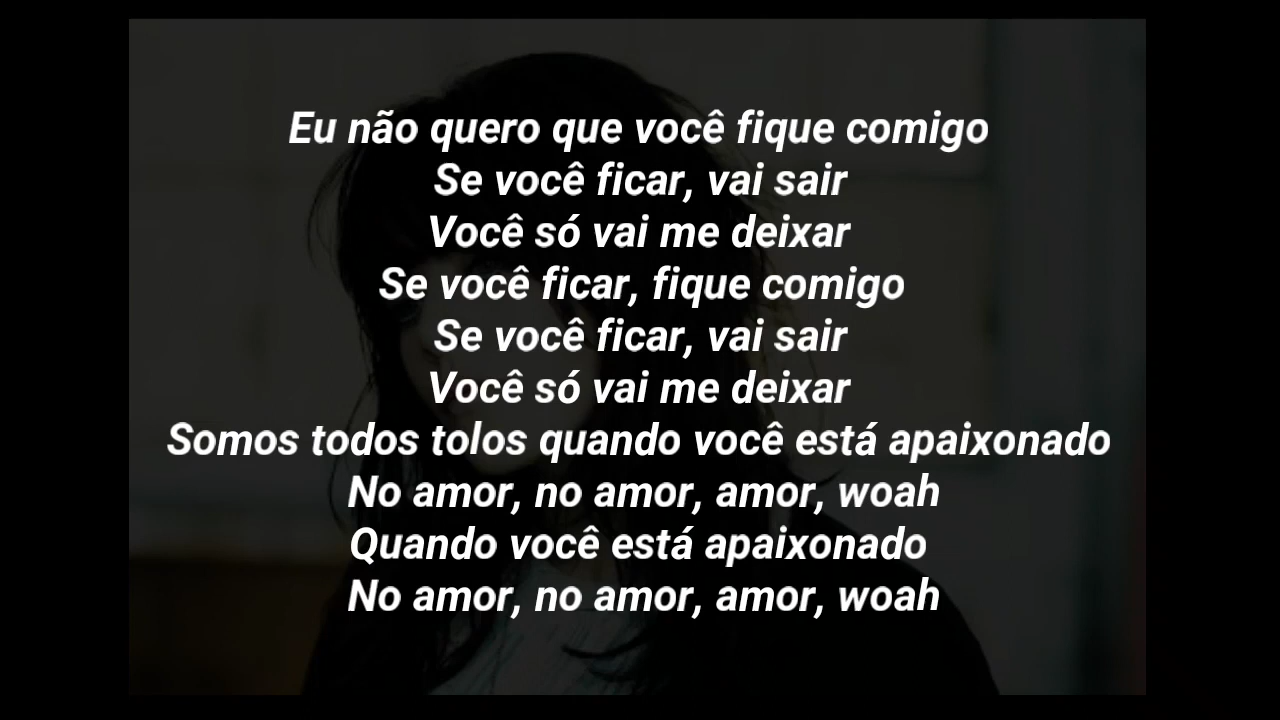 Eu não quero que você fique comigo
Se você ficar, vai sair
Você só vai me deixar
Se você ficar, fique comigo
Se você ficar, vai sair
Você só vai me deixar
Somos todos tolos quando você está apaixonado
No amor, no amor, amor, woah
Quando você está apaixonado
No amor, no amor, amor, woah